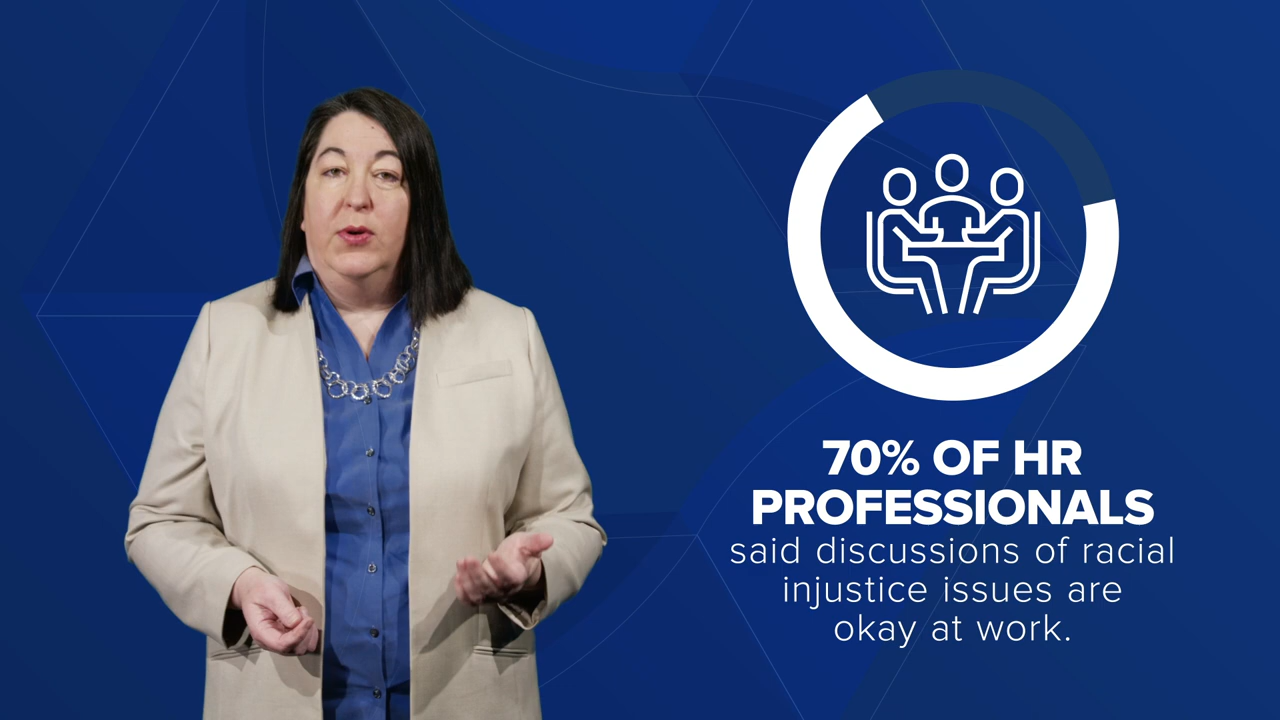 70% OF HR
PROFESSIONALS
said discussions of racial
injustice issues are
okay at work.